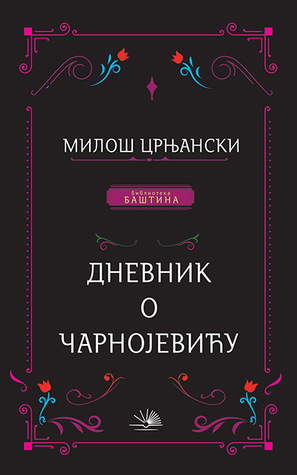 МИЛОШ ЦРЊАНСКИ
библиотека
БАШТИНА
ДНЕВНИК
О
ЧАРНОЈЕВИЋУ